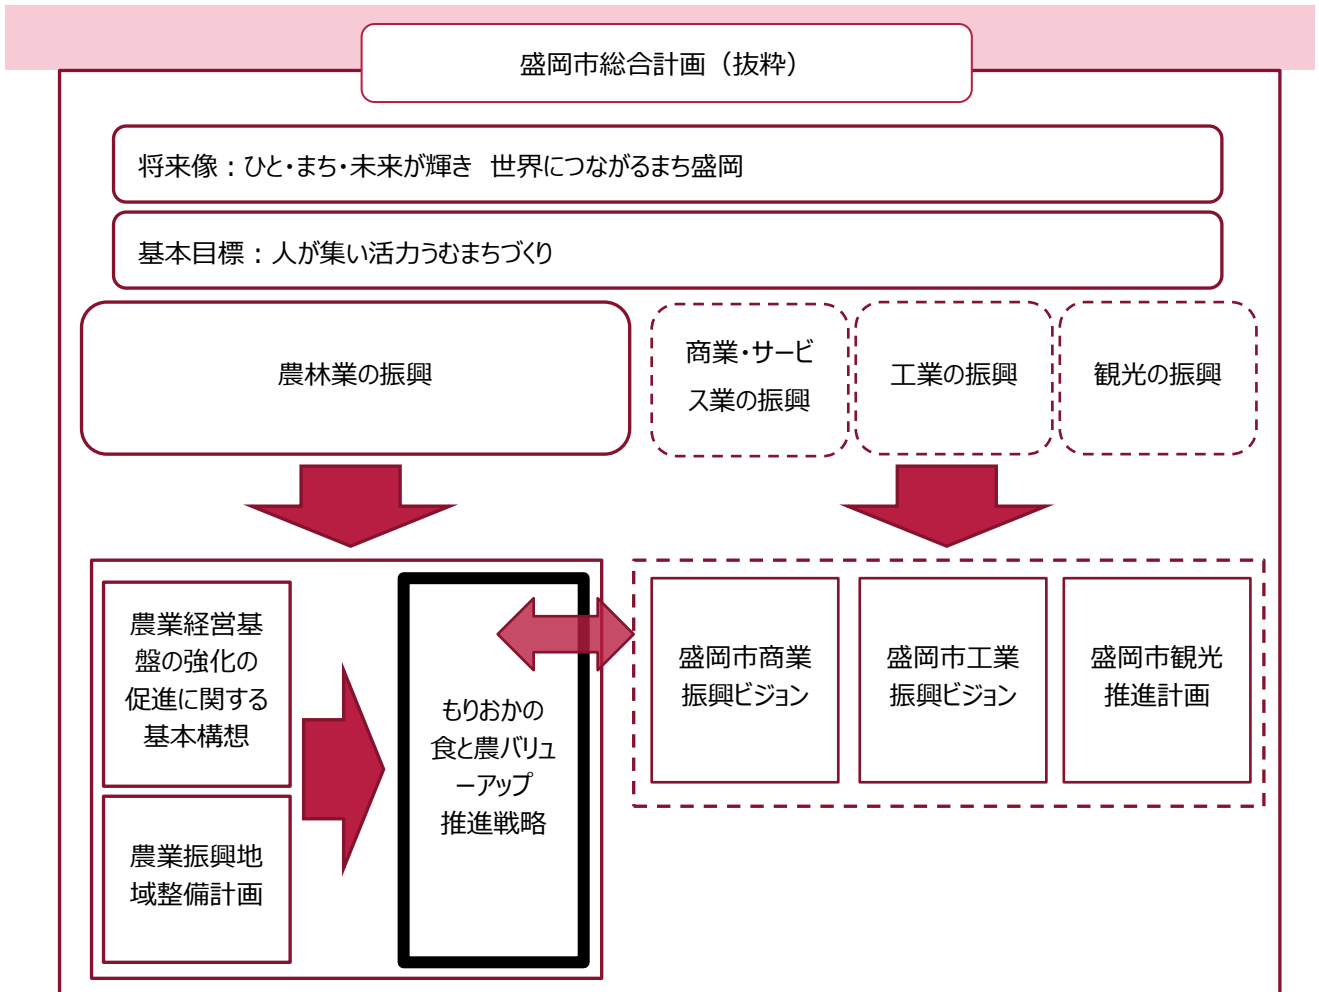 盛岡市総合計画（抜粋）
将来像：ひと・まち・未来が輝き　世界につながるまち盛岡
基本目標：人が集い活力うむまちづくり
農林業の振興
商業・サービ
ス業の振興
工業の振興
観光の振興
農業経営基
盤の強化の
促進に関する
基本構想
農業振興地
域整備計画
もりおかの
食と農バリュ
ーアップ
推進戦略
盛岡市商業
振興ビジョン
盛岡市工業
振興ビジョン
盛岡市観光
推進計画